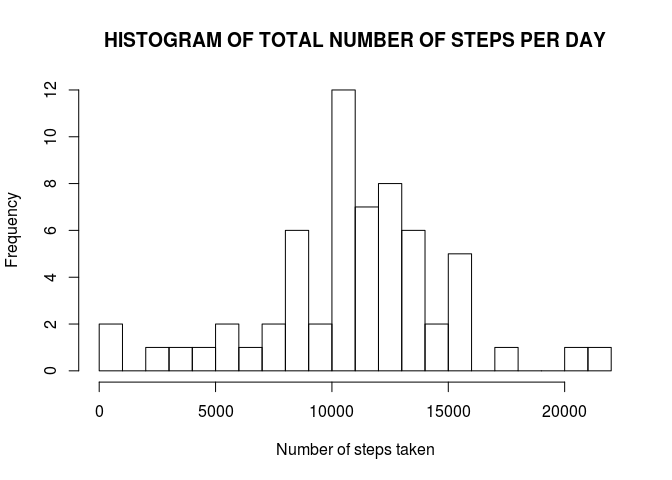 HISTOGRAM OF TOTAL NUMBER OF STEPS PER DAY
Frequency
12
10
8
6
4
2
0
0 5000 10000 15000 20000
Number of steps taken